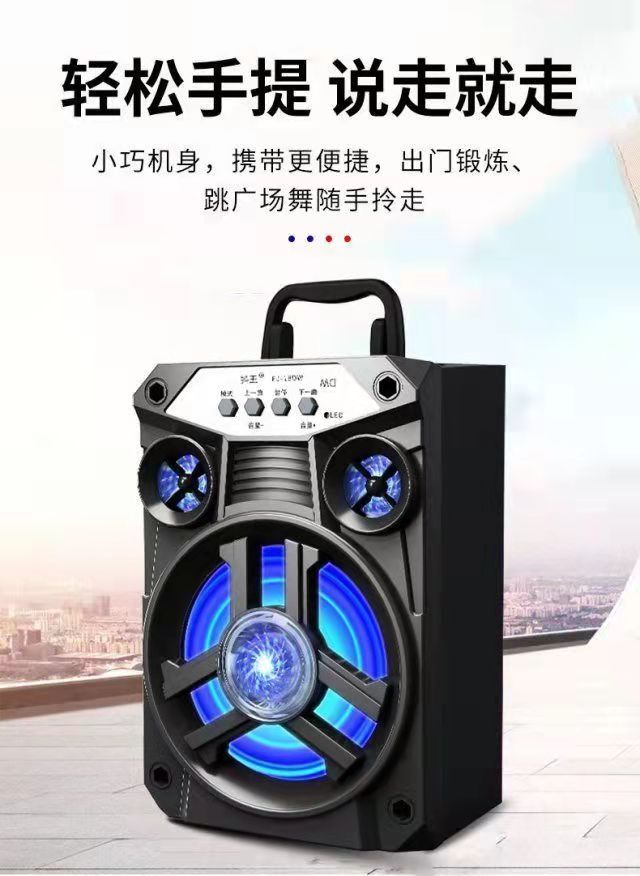 轻松手提 说走就走
小巧机身，携带更便捷，出门锻炼、
跳广场舞随手拎走
模式 上一曲 暂停 下一曲
音量- 音量+